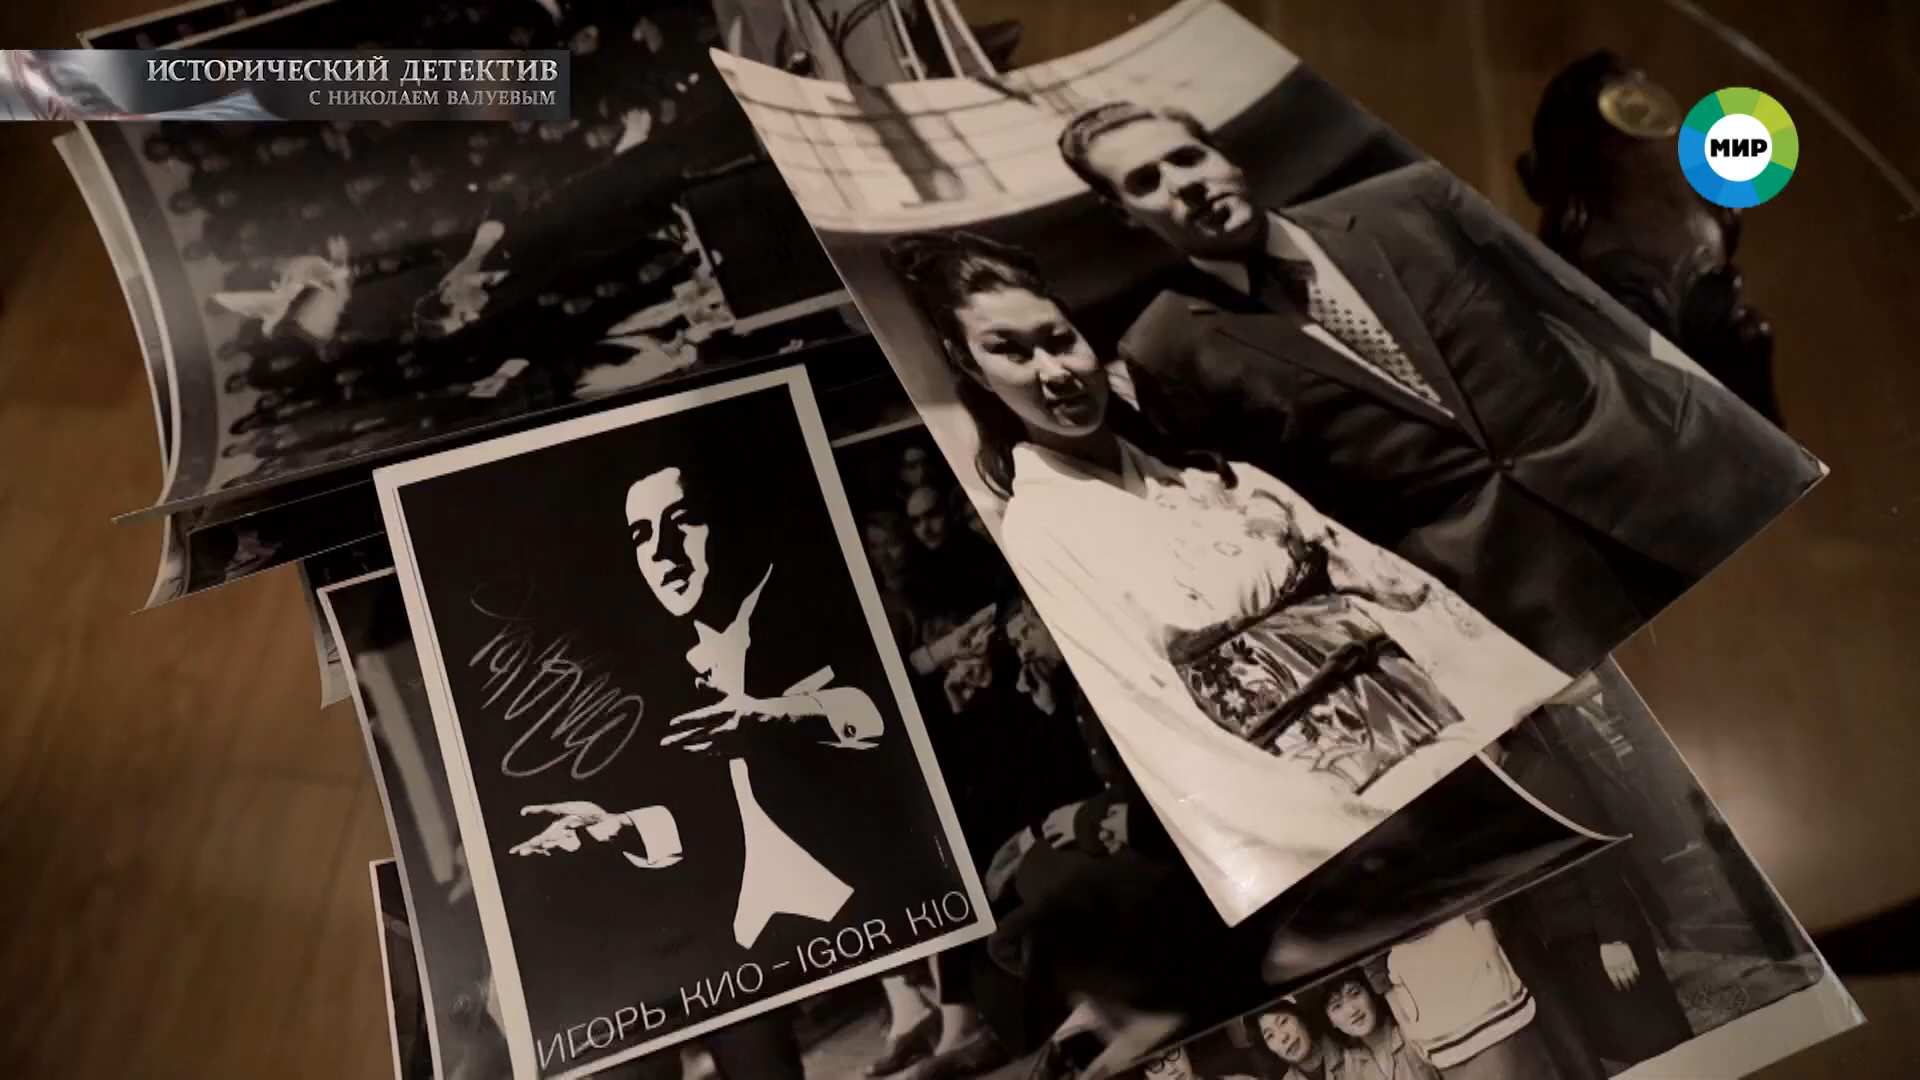 ИСТОРИЧЕСКИЙ ДЕТЕКТИВ
С НИКОЛАЕМ ВАЛУЕВЫМ
МИР
ИГОРЬ КИО – IGOR KIO